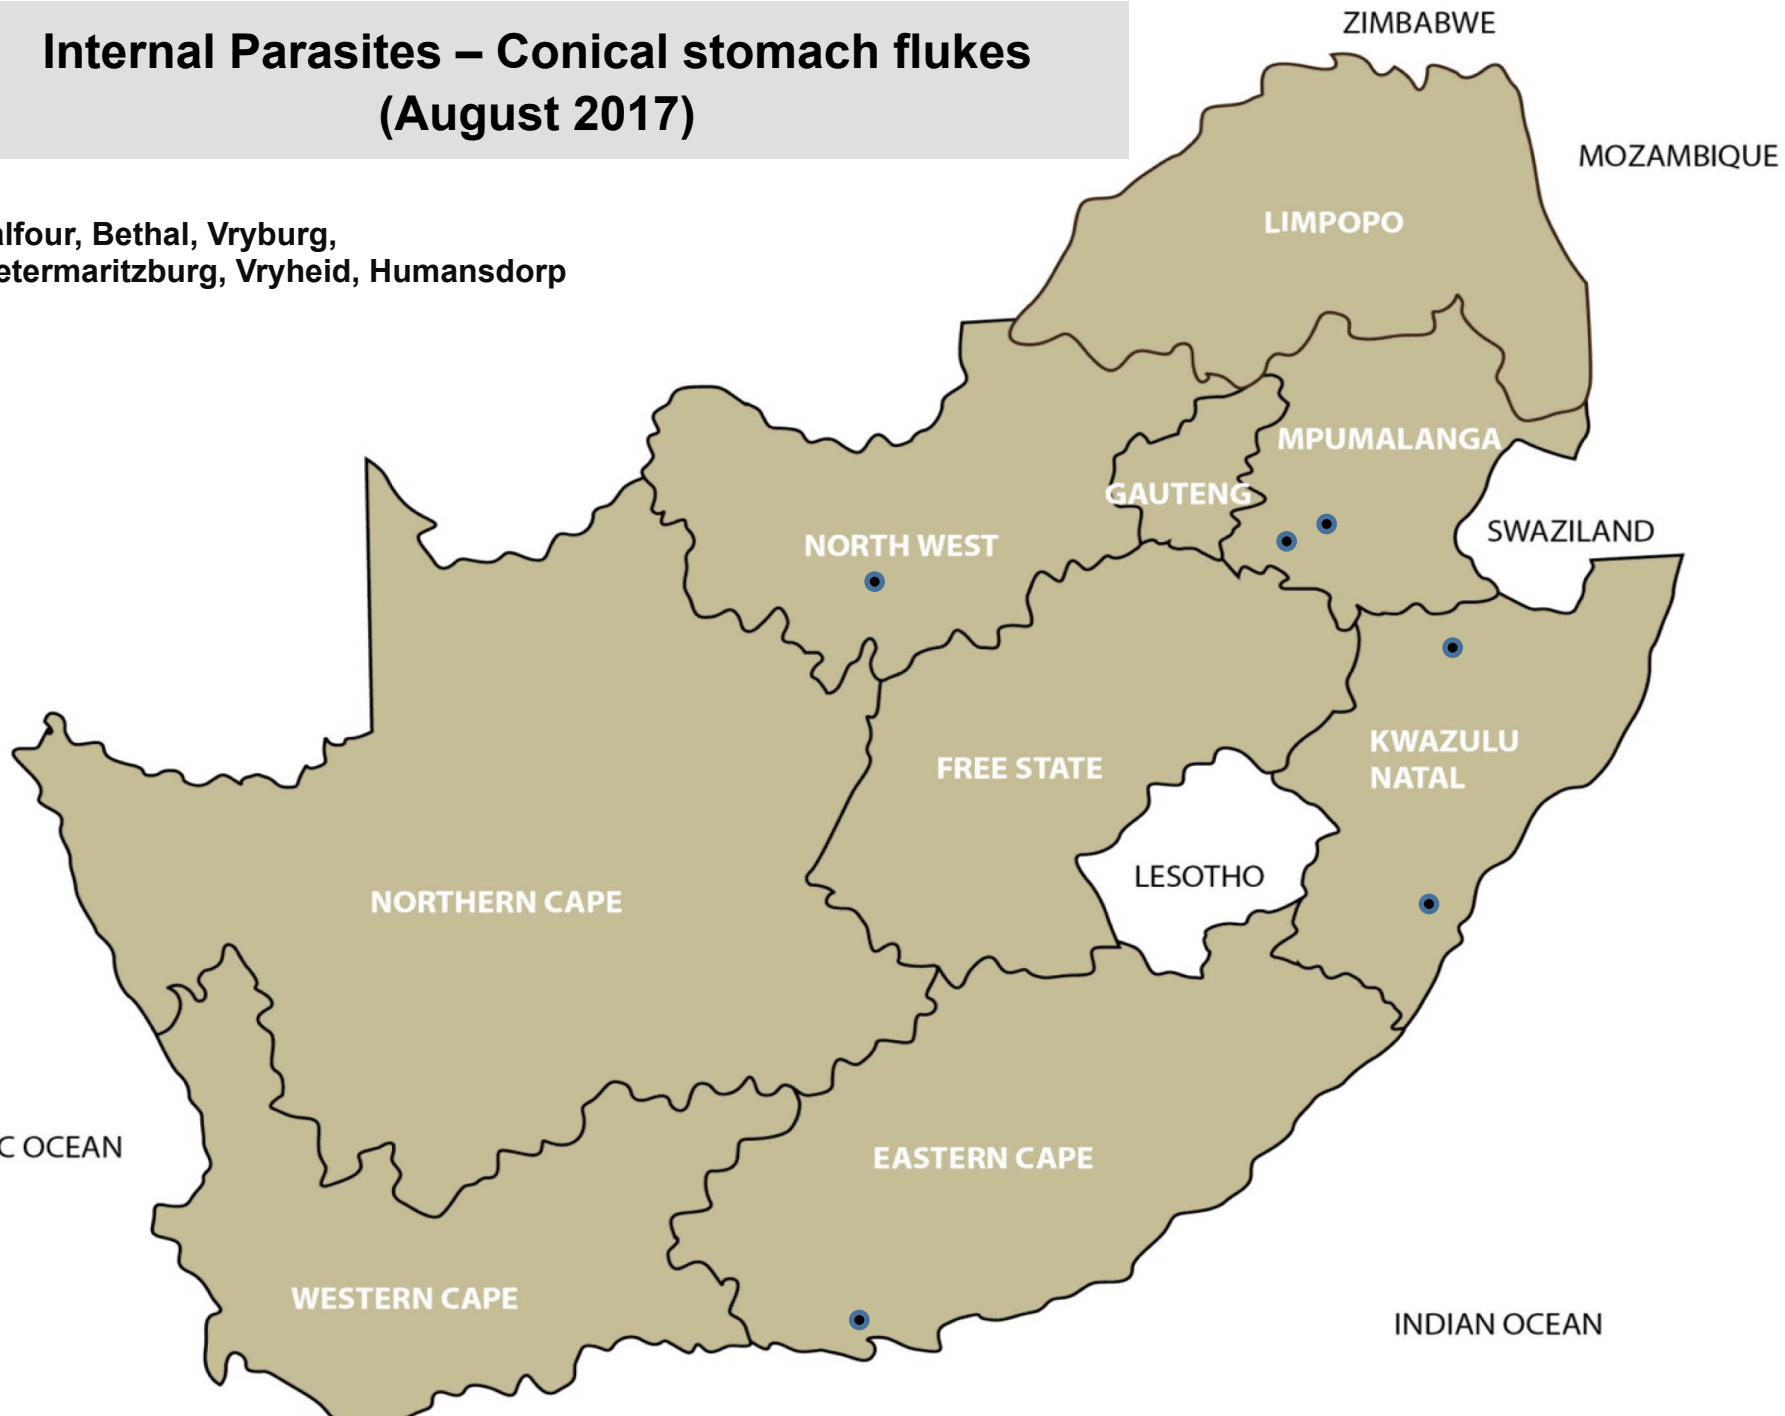 Internal Parasites – Conical stomach flukes
(August 2017)
ZIMBABWE
MOZAMBIQUE
alfour, Bethal, Vryburg,
etermaritzburg, Vryheid, Humansdorp
LIMPOPO
MPUMALANGA
GAUTENG
SWAZILAND
NORTH WEST
KWAZULU
NATAL
FREE STATE
LESOTHO
NORTHERN CAPE
C OCEAN
EASTERN CAPE
WESTERN CAPE
INDIAN OCEAN